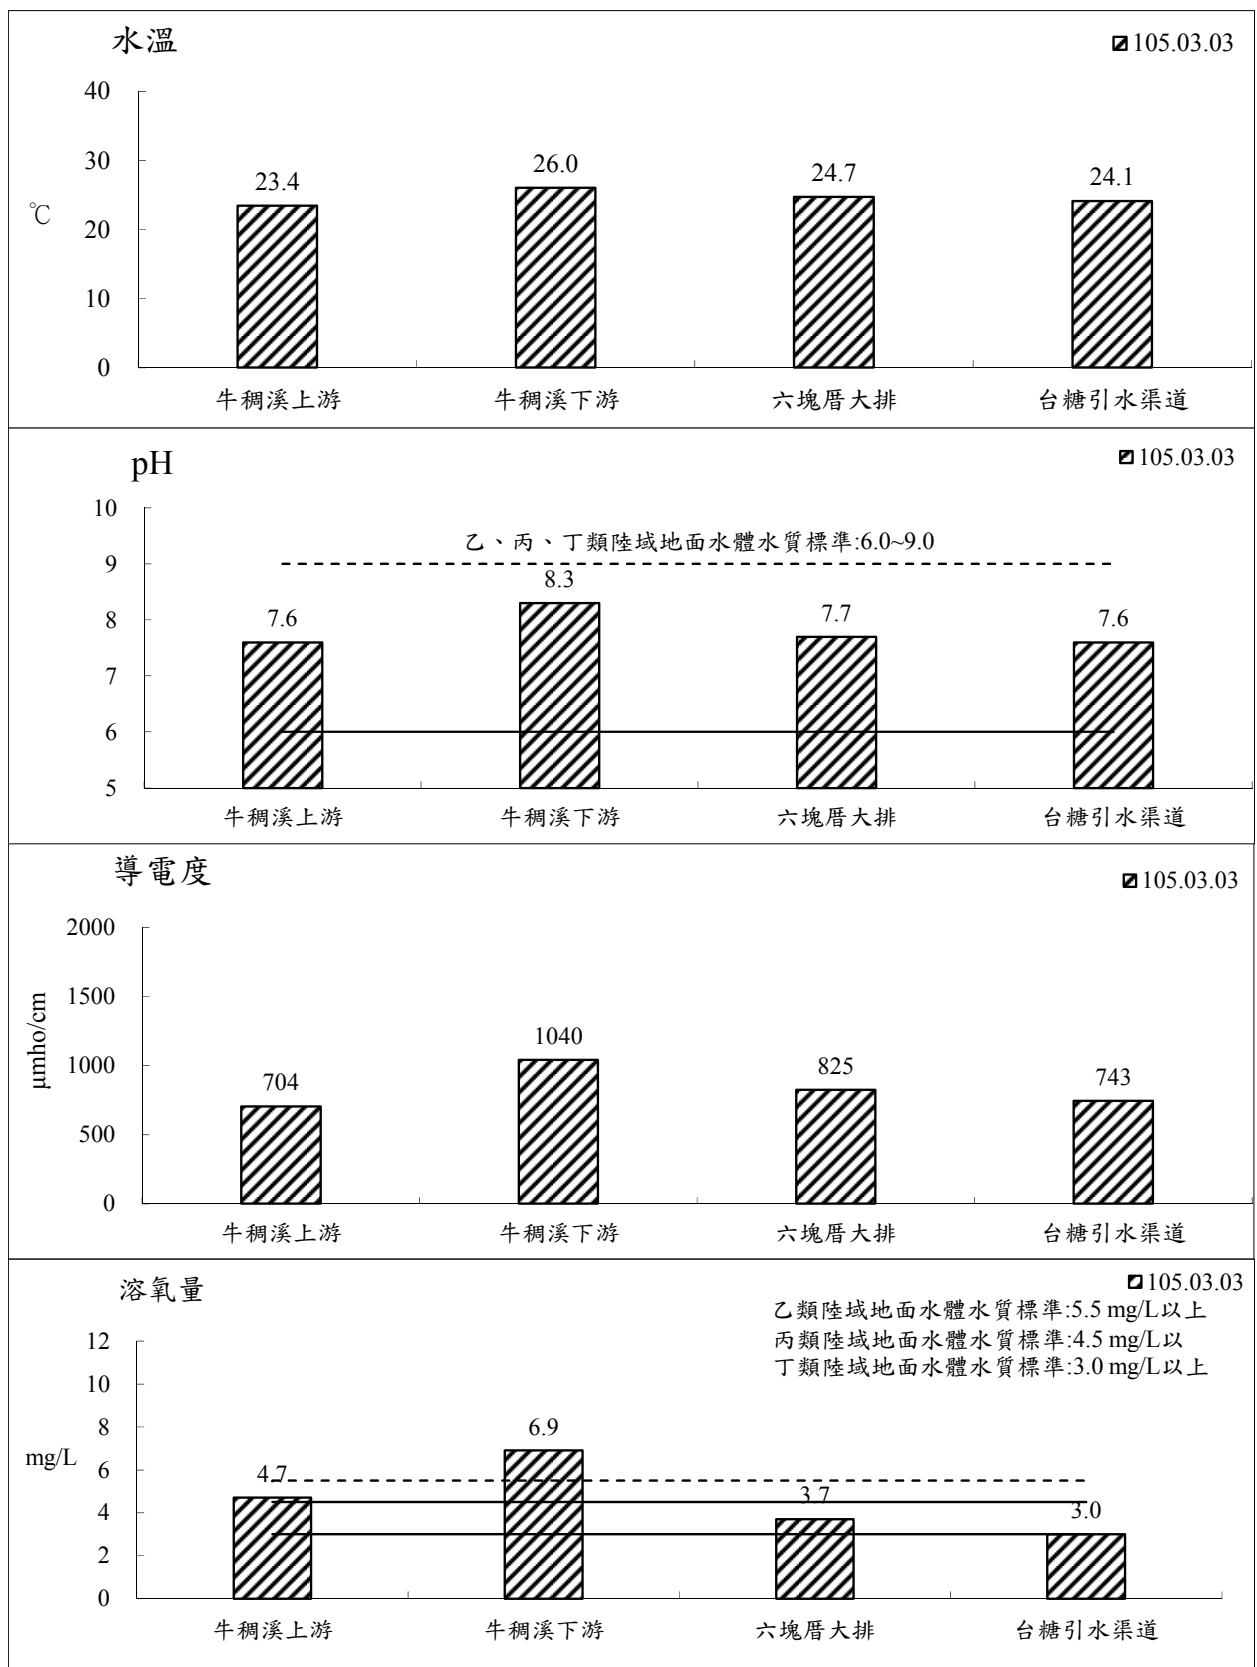 水溫
105.03.03
40
30
20
10
0
℃
23.4
26.0
24.7
24.1
牛稠溪上游
牛稠溪下游
六塊厝大排
台糖引水渠道
pH
105.03.03
10
9
8
7
6
5
乙、丙、丁類陸域地面水體水質標準:6.0~9.0
7.6
8.3
7.7
7.6
牛稠溪上游
牛稠溪下游
六塊厝大排
台糖引水渠道
導電度
105.03.03
2000
1500
1000
500
0
μmho/cm
704
1040
825
743
牛稠溪上游
牛稠溪下游
六塊厝大排
台糖引水渠道
溶氧量
105.03.03
乙類陸域地面水體水質標準:5.5 mg/L以上
丙類陸域地面水體水質標準:4.5 mg/L以
丁類陸域地面水體水質標準:3.0 mg/L以上
12
10
8
6
4
2
0
mg/L
4.7
6.9
3.7
3.0
牛稠溪上游
牛稠溪下游
六塊厝大排
台糖引水渠道